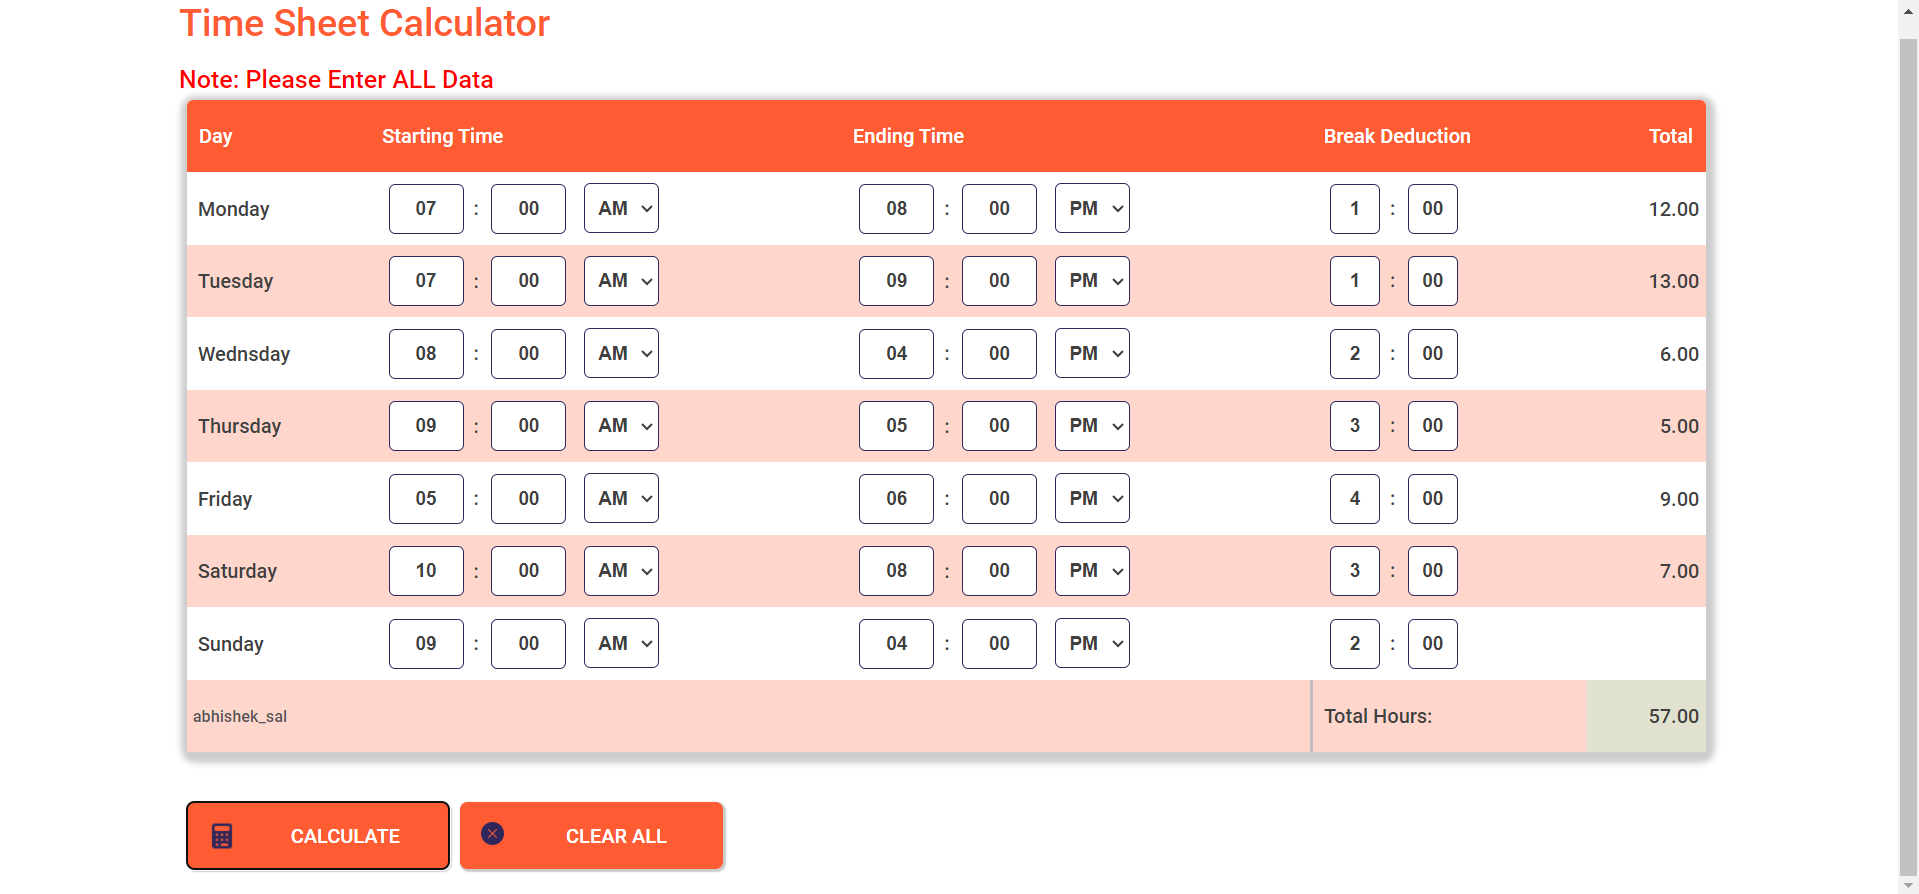 Time Sheet Calculator
Note: Please Enter ALL Data
Day Starting Time Ending Time Break Deduction Total
Monday 07 : 00 AM 08 : 00 PM 1 : 00 12.00
Tuesday 07 : 00 AM 09 : 00 PM 1 : 00 13.00
Wednsday 08 : 00 AM 04 : 00 PM 2 : 00 6.00
Thursday 09 : 00 AM 05 : 00 PM 3 : 00 5.00
Friday 05 : 00 AM 06 : 00 PM 4 : 00 9.00
Saturday 10 : 00 AM 08 : 00 PM 3 : 00 7.00
Sunday 09 : 00 AM 04 : 00 PM 2 : 00
abhishek_sal Total Hours: 57.00
CALCULATE CLEAR ALL